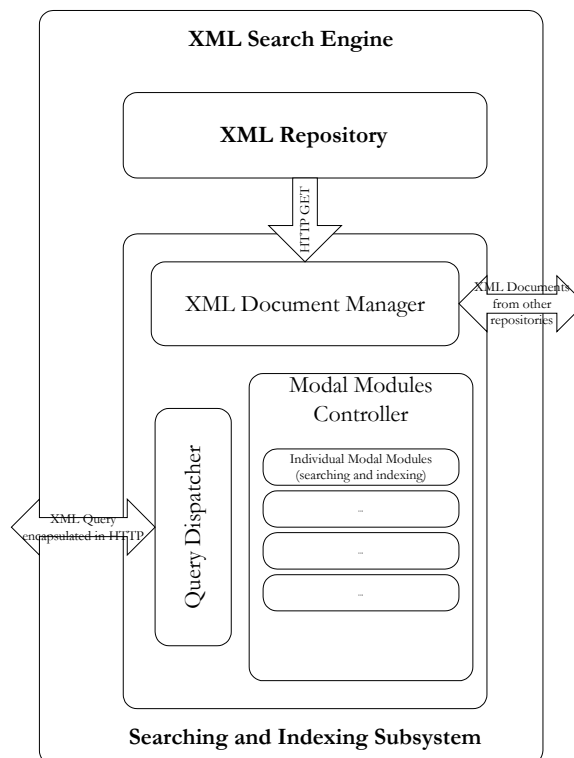 XML Search Engine
XML Repository
HTTP GET
XML Document Manager
XML Documents
from other
repositories
Modal Modules
Controller
Individual Modal Modules
(searching and indexing)
...
...
...
Query Dispatcher
XML Query
encapsulated in HTTP
Searching and Indexing Subsystem